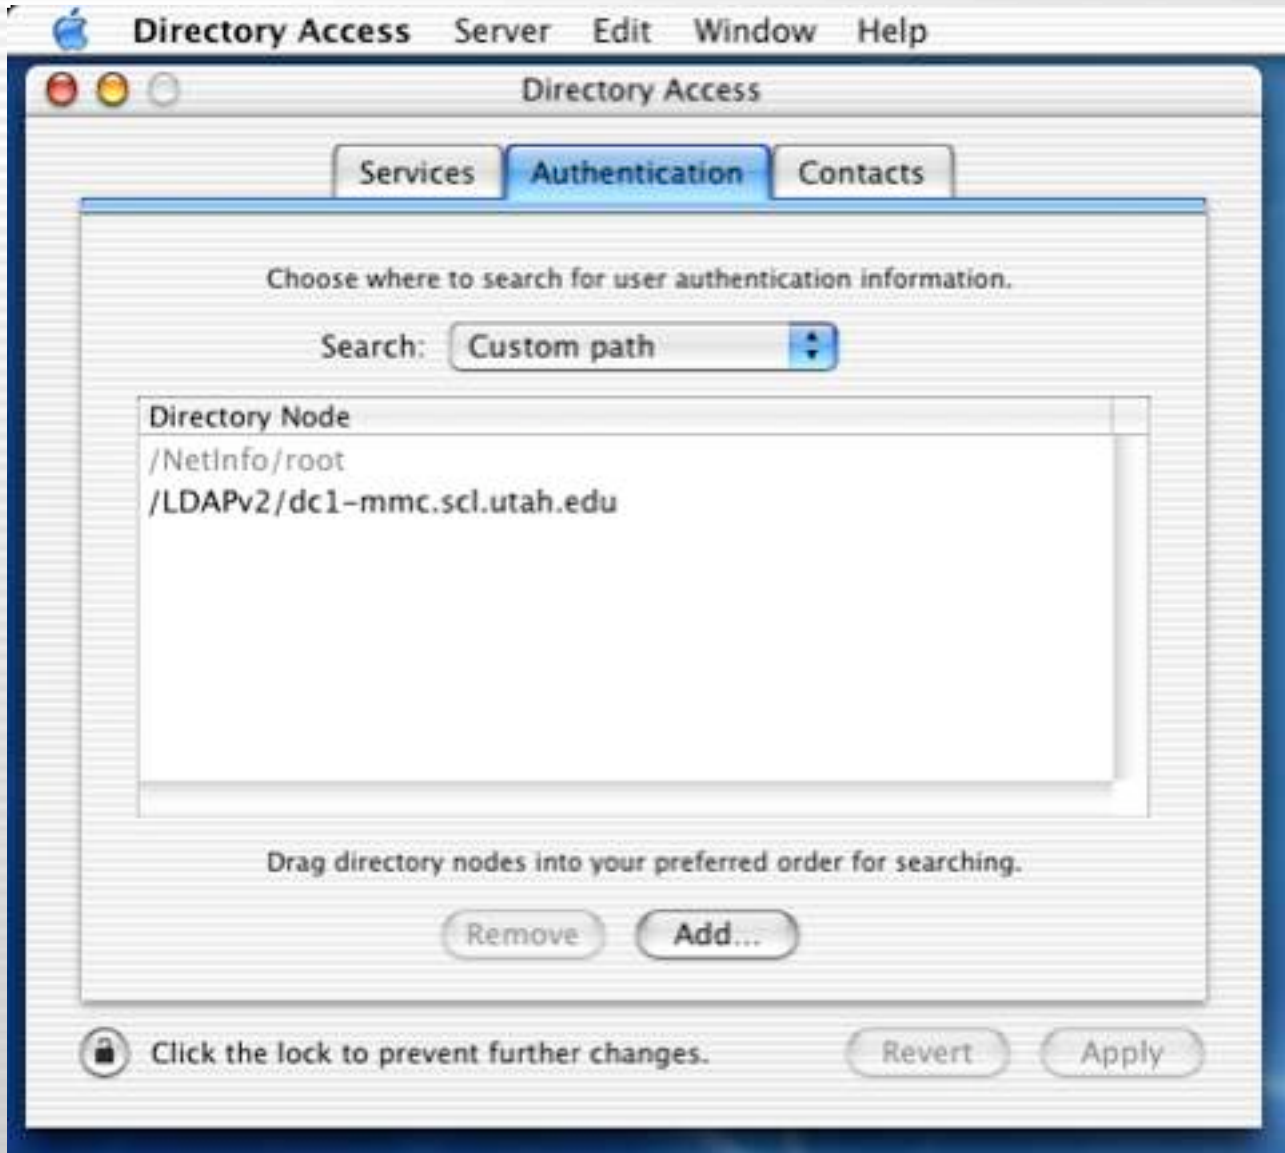 Directory Access Server Edit Window Help
Directory Access
Services Authentication Contacts
Choose where to search for user authentication information.
Search: Custom path
Directory Node
/NetInfo/root
/LDAPv2/dc1-mmc.scl.utah.edu
Drag directory nodes into your preferred order for searching.
Remove Add...
Click the lock to prevent further changes. Revert Apply